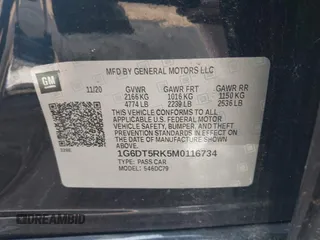 GM
MFD BY GENERAL MOTORS LLC
11/20 GVWR GAWR FRT GAWR RR
2166 KG 1016 KG 1150 KG
4774 LB 2239 LB 2536 LB
THIS VEHICLE CONFORMS TO ALL
APPLICABLE U.S. FEDERAL MOTOR
VEHICLE SAFETY, BUMPER, AND THEFT
PREVENTION STANDARDS IN EFFECT ON
THE DATE OF MANUFACTURE SHOWN
ABOVE.
1G6DT5RK5M0116734
TYPE: PASS CAR
MODEL: 546DC79
DREAMBID